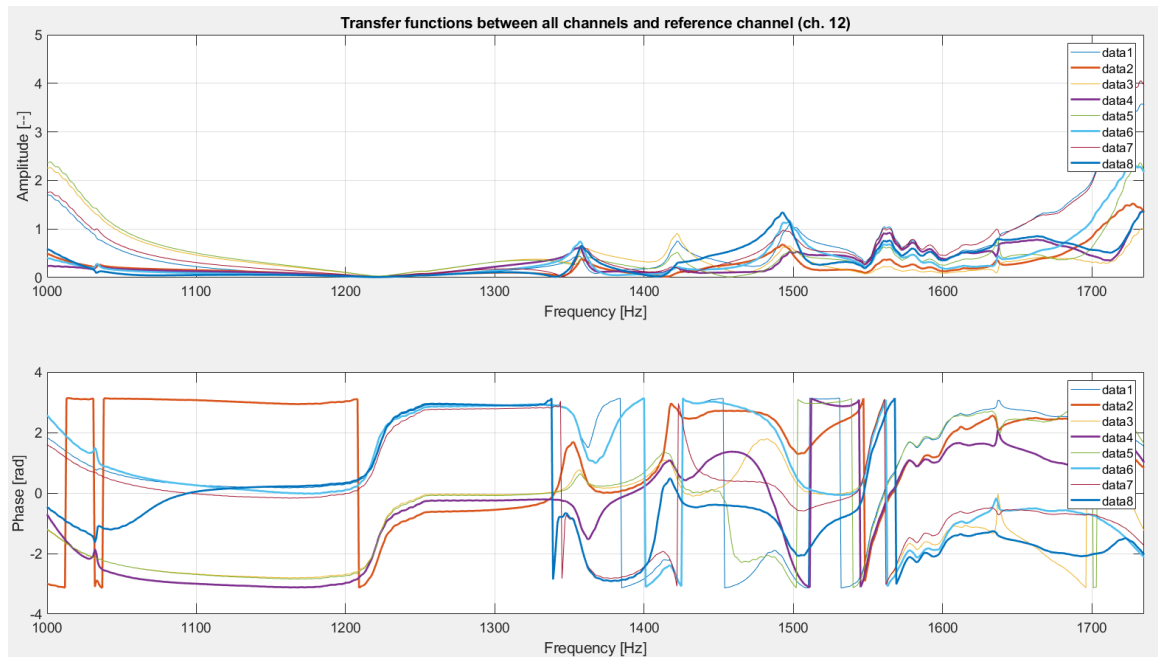 Transfer functions between all channels and reference channel (ch. 12)
5
4
3
2
1
0
Amplitude [--]
1000
1100
1200
1300
1400
1500
1600
1700
Frequency [Hz]
data1
data2
data3
data4
data5
data6
data7
data8
4
2
0
-2
-4
Phase [rad]
1000
1100
1200
1300
1400
1500
1600
1700
Frequency [Hz]
data1
data2
data3
data4
data5
data6
data7
data8